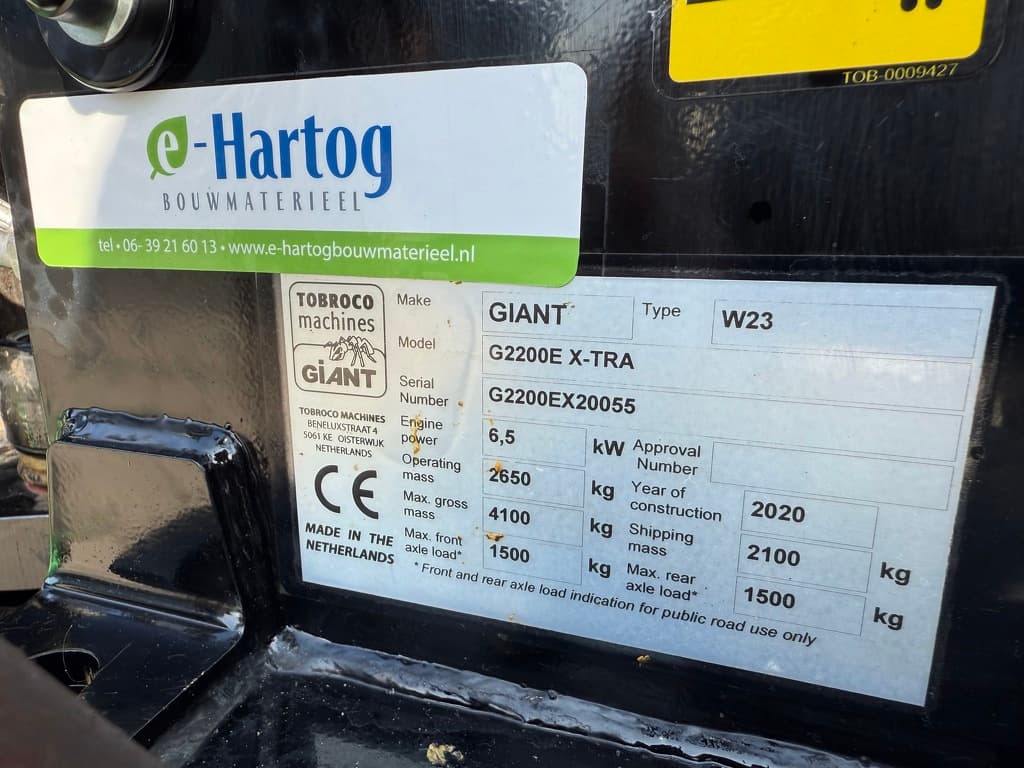 TOB-0009427
e-Hartog
BOUWMATERIEEL
tel • 06- 39 21 60 13 • www.e-hartogbouwmaterieel.nl
TOBROCO
machines
GiANT
TOBROCO MACHINES
BENELUXSTRAAT 4
5061 KE OISTERWIJK
NETHERLANDS
CE
MADE IN THE
NETHERLANDS
Make GIANT Type W23
Model G2200E X-TRA
Serial
Number G2200EX20055
Engine
power 6,5 kW Approval
Number
Operating
mass 2650 kg Year of
construction 2020
Max. gross
mass 4100 kg Shipping
mass 2100 kg
Max. front
axle load* 1500 kg Max. rear
axle load* 1500 kg
* Front and rear axle load indication for public road use only